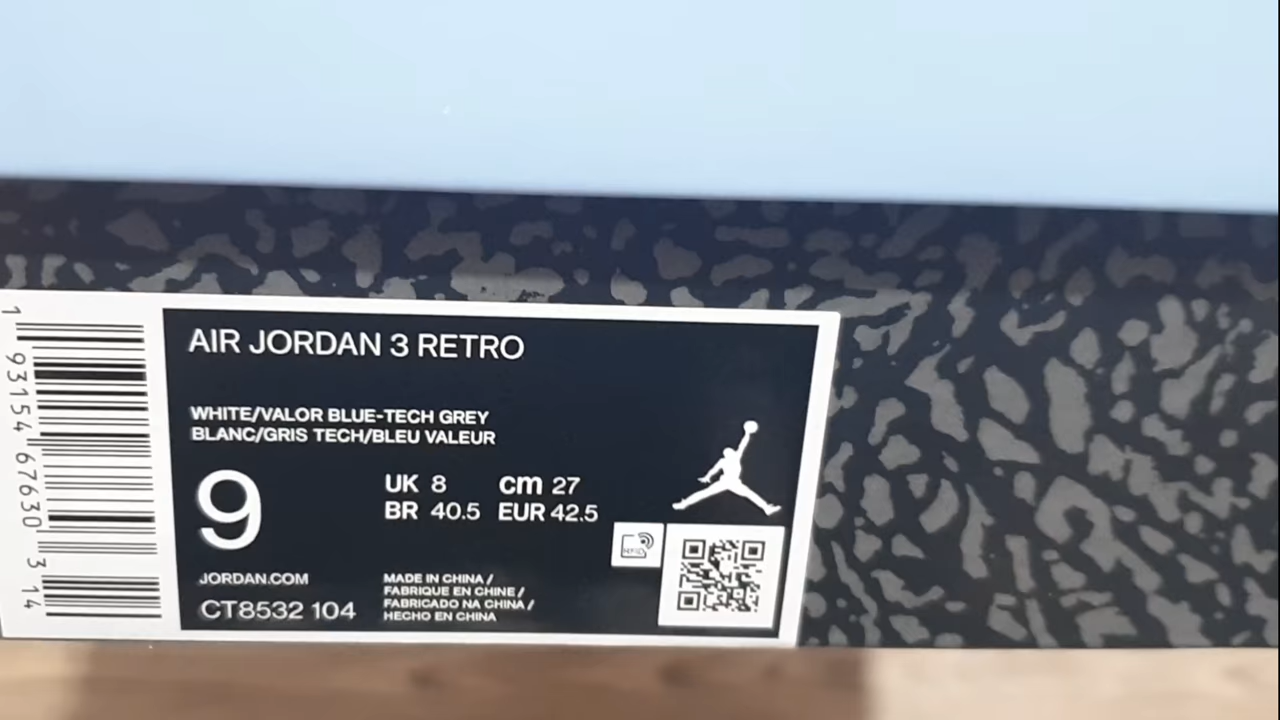 AIR JORDAN 3 RETRO
WHITE/VALOR BLUE-TECH GREY
BLANC/GRIS TECH/BLEU VALEUR
9
UK 8 cm 27
BR 40.5 EUR 42.5
JORDAN.COM
CT8532 104
MADE IN CHINA /
FABRIQUE EN CHINE /
FABRICADO NA CHINA /
HECHO EN CHINA
RFID
1 93154 67630 3 14